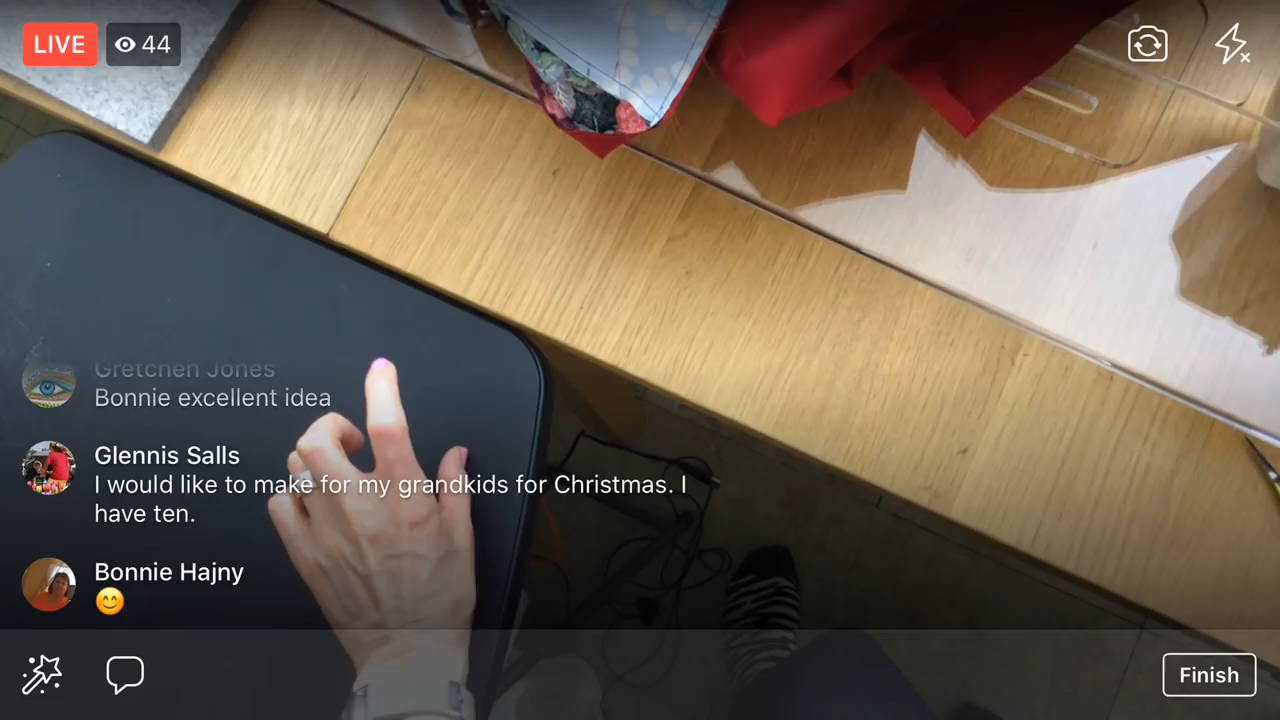 LIVE
44
Gretchen Jones
Bonnie excellent idea
Glennis Salls
I would like to make for my grandkids for Christmas. I
have ten.
Bonnie Hajny
😊
Finish